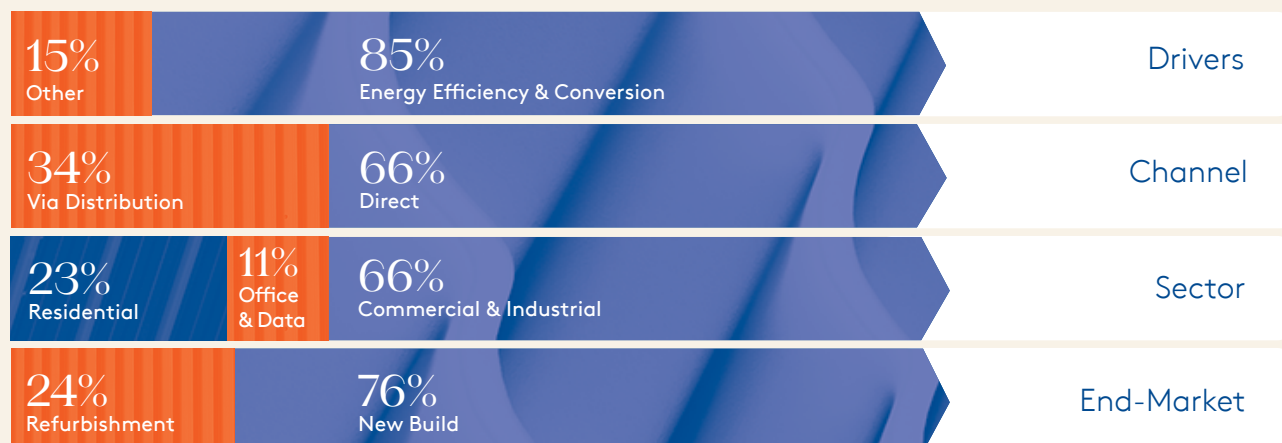 15%
Other
85%
Energy Efficiency & Conversion
Drivers
34%
Via Distribution
66%
Direct
Channel
23%
Residential
11%
Office
& Data
66%
Commercial & Industrial
Sector
24%
Refurbishment
76%
New Build
End-Market